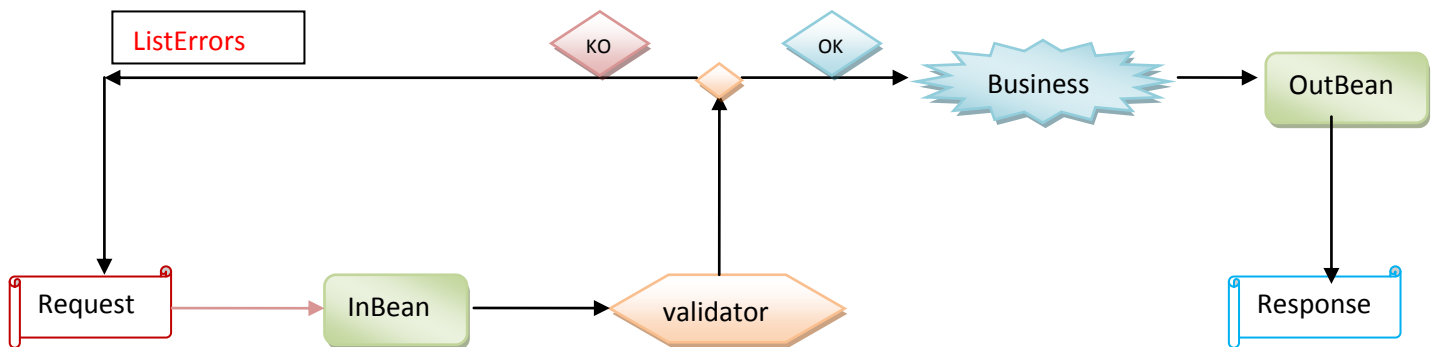 ListErrors
KO
OK
Business
OutBean
Request
InBean
validator
Response